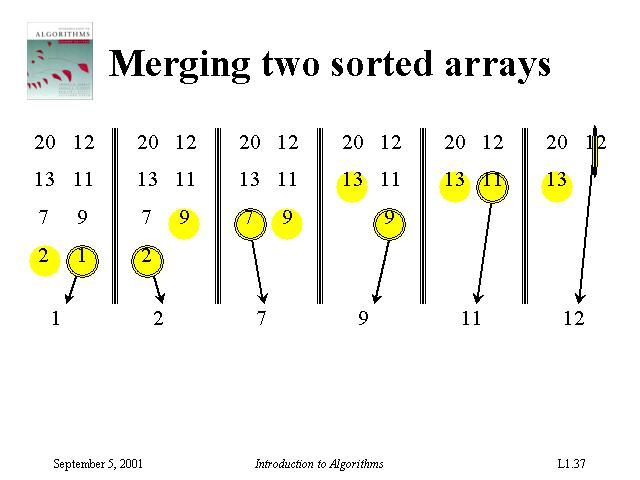 ALGORITHMS
Merging two sorted arrays
20 12 20 12 20 12 20 12 20 12 20 12
13 11 13 11 13 11 13 11 13 11 13
7 9 7 9 7 9 9
2 1 2
1 2 7 9 11 12
September 5, 2001 Introduction to Algorithms L1.37